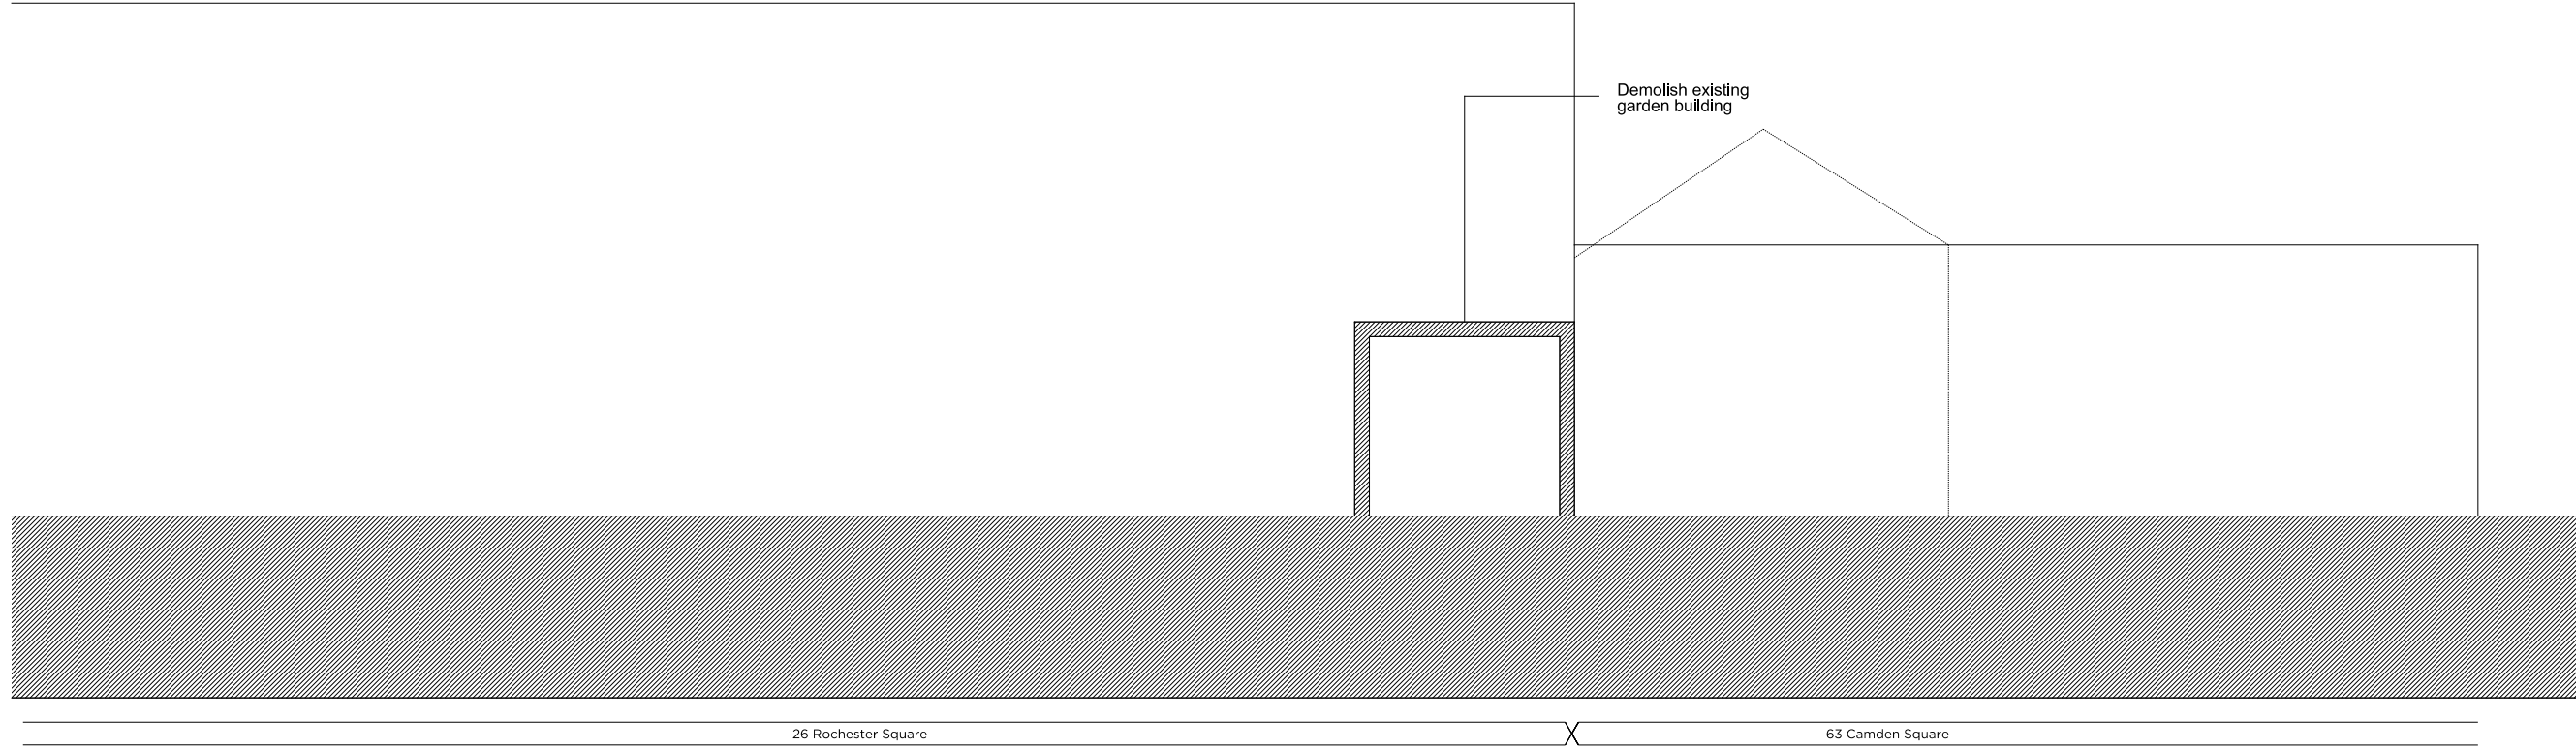 Demolish existing
garden building
26 Rochester Square
63 Camden Square